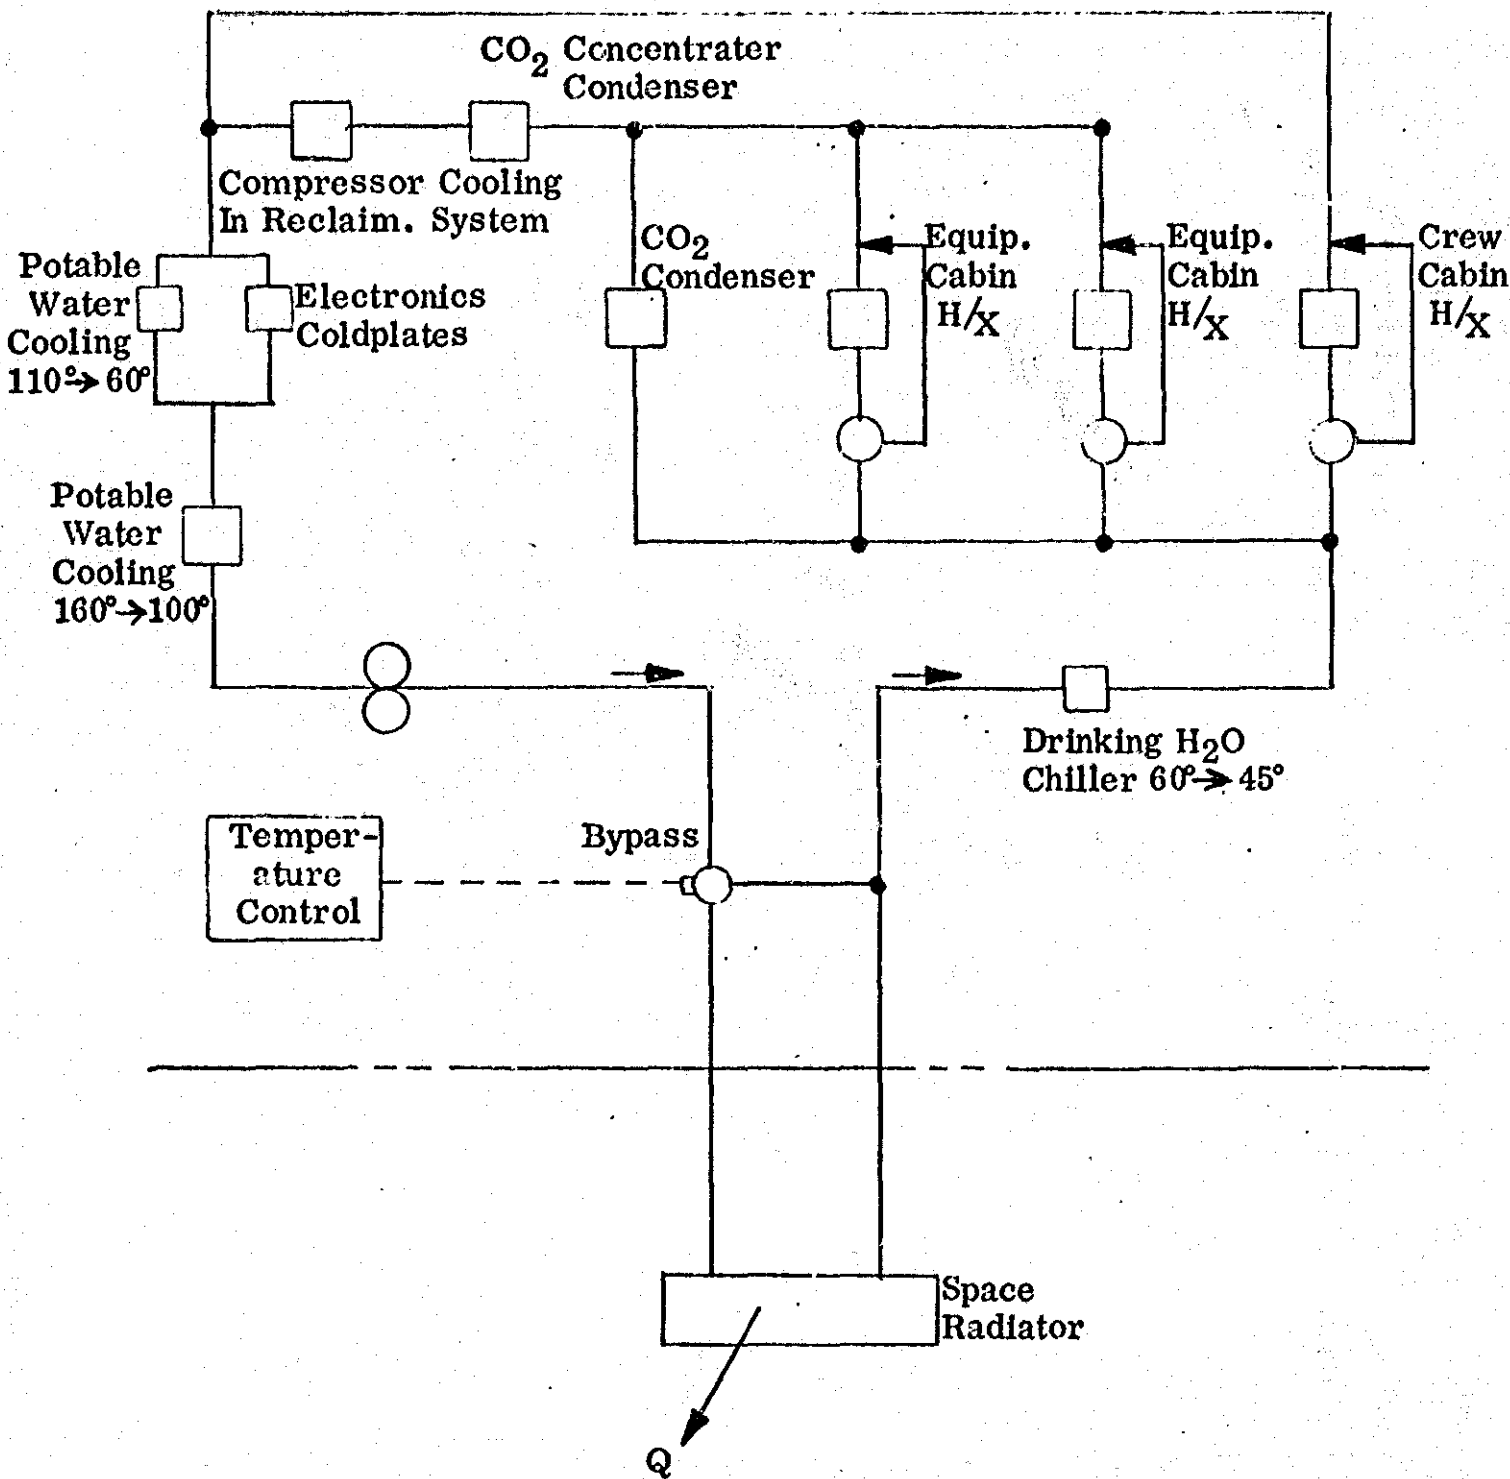 CO2 Concentrater
Condenser
Compressor Cooling
In Reclaim. System
CO2
Condenser
Equip.
Cabin
H/X
Equip.
Cabin
H/X
Crew
Cabin
H/X
Potable
Water
Cooling
110°→60°
Electronics
Coldplates
Potable
Water
Cooling
160°→100°
Drinking H2O
Chiller 60°→45°
Temper-
ature
Control
Bypass
Space
Radiator
Q